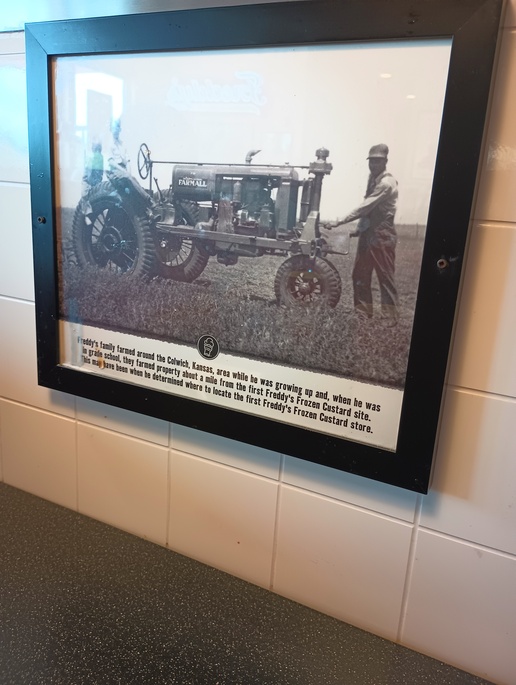 FARMALL
Freddy's family farmed around the Colwich, Kansas, area while he was growing up and, when he was
in grade school, they farmed property about a mile from the first Freddy's Frozen Custard site.
This may have been when he determined where to locate the first Freddy's Frozen Custard store.